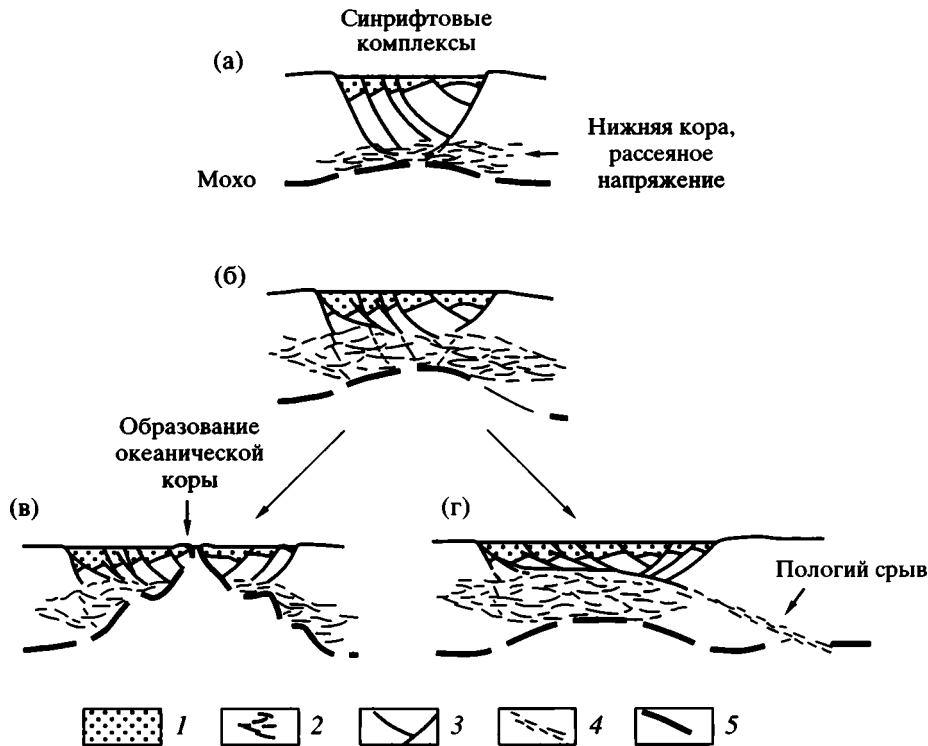 Синрифтовые
комплексы
(а)
Нижняя кора,
рассеяное
напряжение
Мохо
(б)
Образование
океанической
коры
(в)
(г)
Пологий срыв
1
2
3
4
5